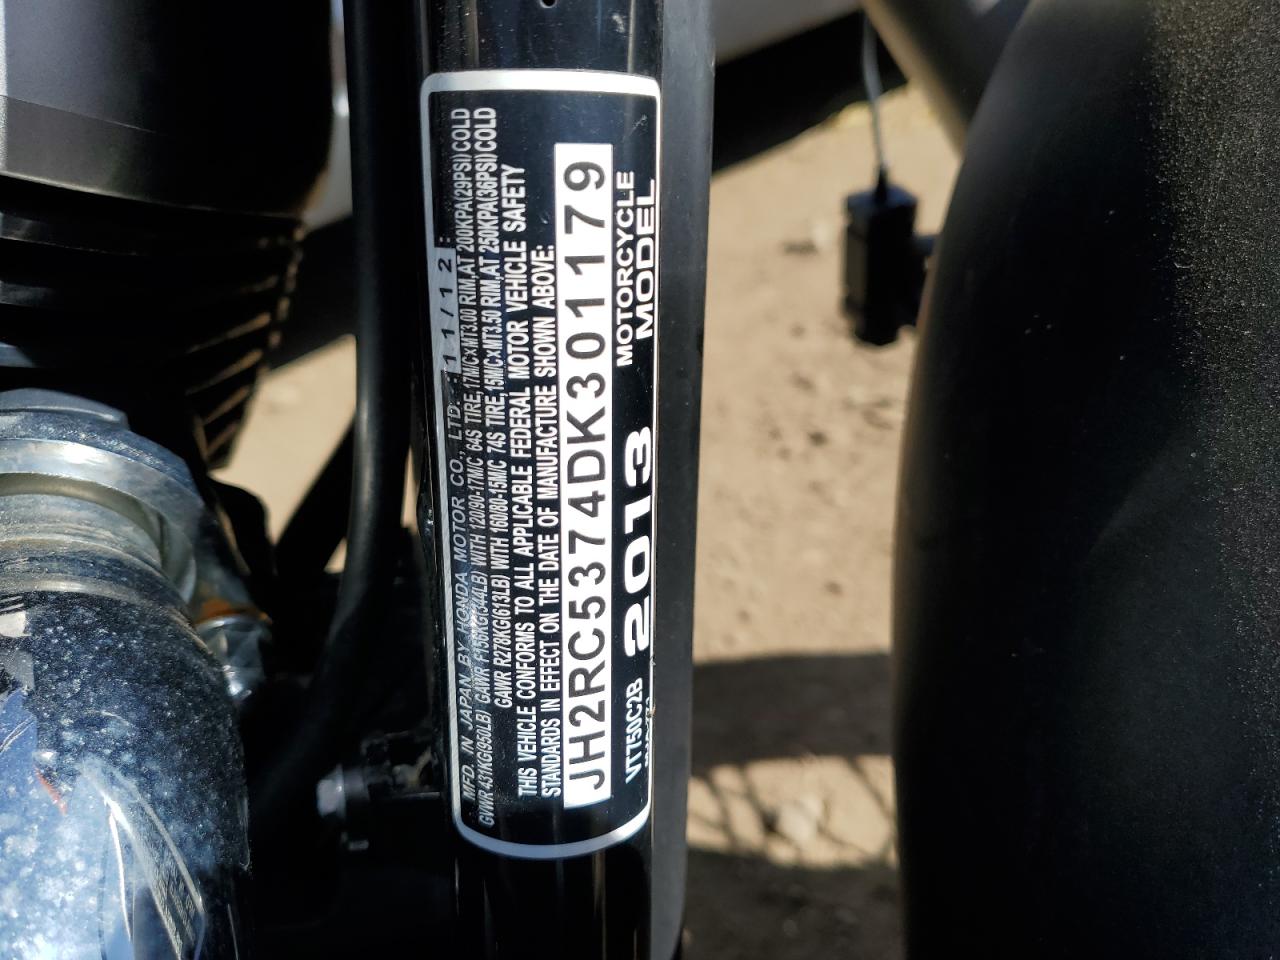 MFD. IN JAPAN BY HONDA MOTOR CO., LTD. : 11/12 :
GVWR 431KG(950LB) GAWR F156KG(344LB) WITH 120/90-17M/C 64S TIRE,17M/C×MT3.00 RIM,AT 200KPA(29PSI)COLD
GAWR R278KG(613LB) WITH 160/80-15M/C 74S TIRE,15M/C×MT3.50 RIM,AT 250KPA(36PSI)COLD
THIS VEHICLE CONFORMS TO ALL APPLICABLE FEDERAL MOTOR VEHICLE SAFETY
STANDARDS IN EFFECT ON THE DATE OF MANUFACTURE SHOWN ABOVE:
JH2RC5374DK301179
VT750C2B 2013 MOTORCYCLE
MODEL